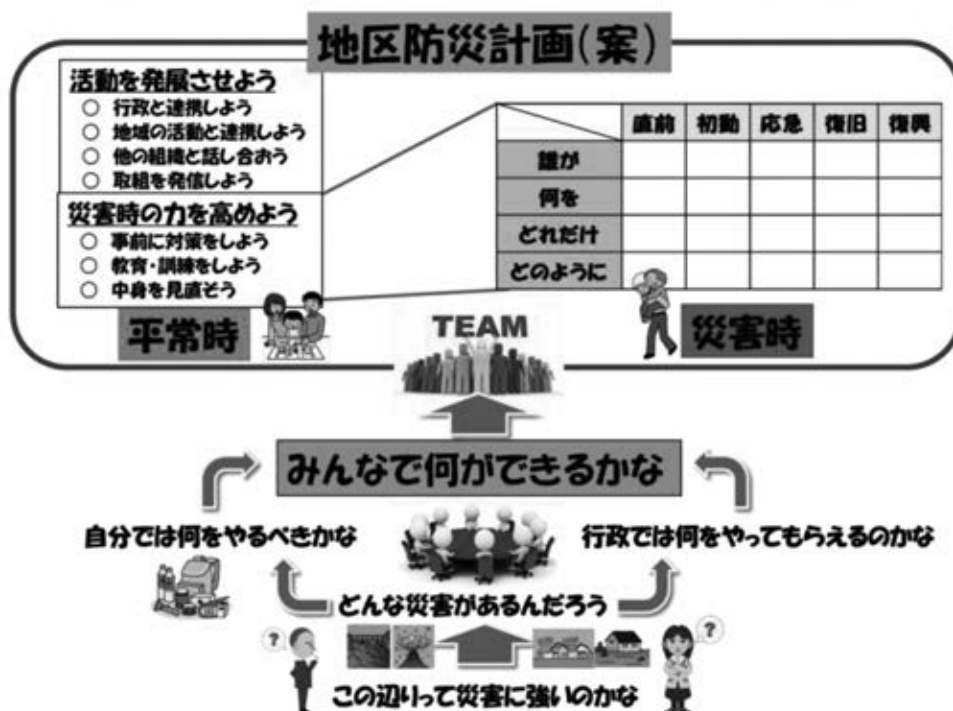 地区防災計画(案)
活動を発展させよう
○ 行政と連携しよう
○ 地域の活動と連携しよう
○ 他の組織と話し合おう
○ 取組を発信しよう
災害時の力を高めよう
○ 事前に対策をしよう
○ 教育・訓練をしよう
○ 中身を見直そう
平常時
直前 初動 応急 復旧 復興
誰が
何を
どれだけ
どのように
災害時
TEAM
みんなで何ができるかな
自分では何をやるべきかな
行政では何をやってもらえるのかな
どんな災害があるんだろう
?
?
この辺りって災害に強いのかな